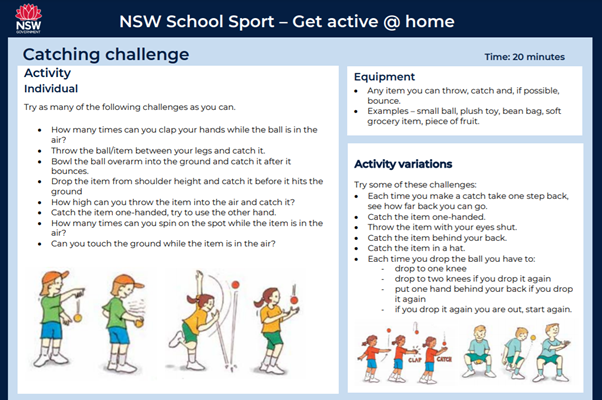 NSW
GOVERNMENT
NSW School Sport – Get active @ home
Catching challenge
Time: 20 minutes
Activity
Individual
Try as many of the following challenges as you can.
• How many times can you clap your hands while the ball is in the
air?
• Throw the ball/item between your legs and catch it.
• Bowl the ball overarm into the ground and catch it after it
bounces.
• Drop the item from shoulder height and catch it before it hits the
ground
• How high can you throw the item into the air and catch it?
• Catch the item one-handed, try to use the other hand.
• How many times can you spin on the spot while the item is in the
air?
• Can you touch the ground while the item is in the air?
Equipment
• Any item you can throw, catch and, if possible,
bounce.
• Examples – small ball, plush toy, bean bag, soft
grocery item, piece of fruit.
Activity variations
Try some of these challenges:
• Each time you make a catch take one step back,
see how far back you can go.
• Catch the item one-handed.
• Throw the item with your eyes shut.
• Catch the item behind your back.
• Catch the item in a hat.
• Each time you drop the ball you have to:
- drop to one knee
- drop to two knees if you drop it again
- put one hand behind your back if you drop
it again
- if you drop it again you are out, start again.
CLAP CATCH